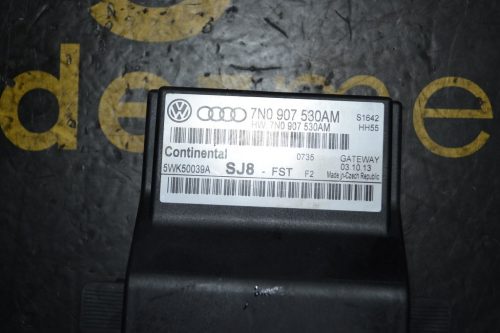 7N0 907 530AM S1642
HW: 7N0 907 530AM HH55
Continental 0735 GATEWAY
5WK50039A SJ8 - FST F2 03.10.13
Made in Czech Republic
derme